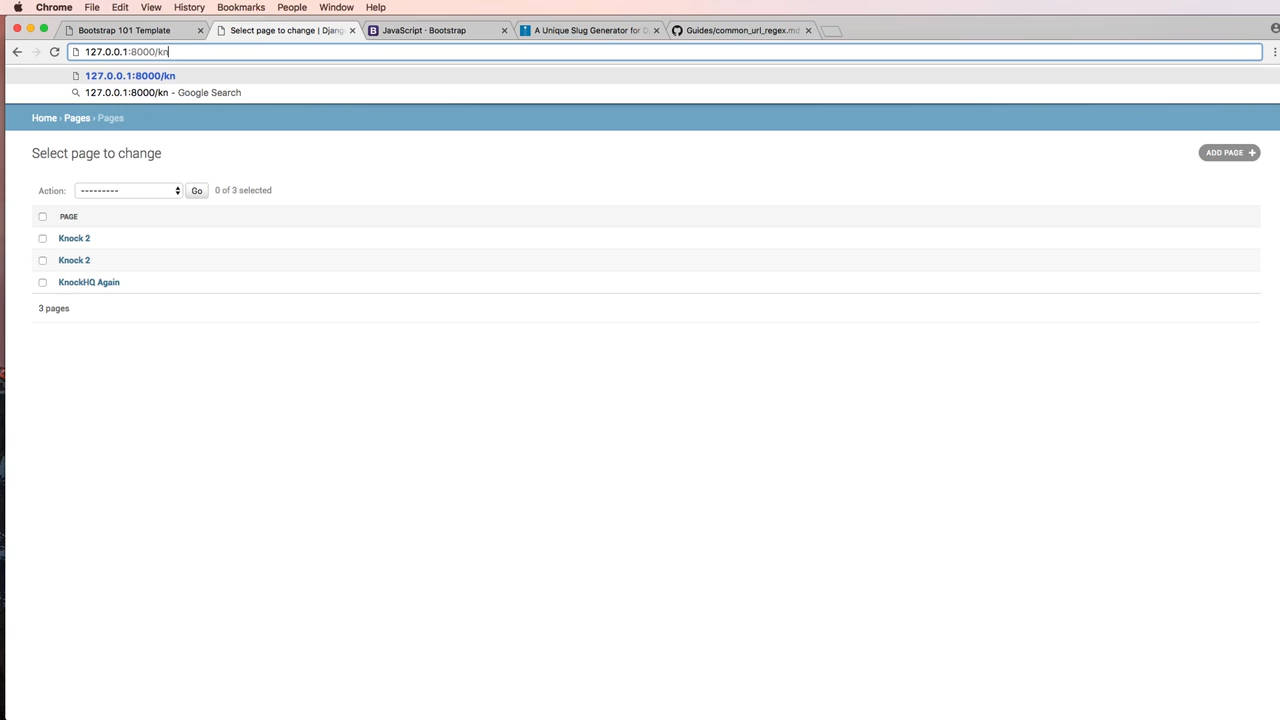 Chrome File Edit View History Bookmarks People Window Help
Bootstrap 101 Template Select page to change | Djang JavaScript · Bootstrap A Unique Slug Generator for Dj Guides/common_url_regex.md
127.0.0.1:8000/kn
127.0.0.1:8000/kn
127.0.0.1:8000/kn - Google Search
Home › Pages › Pages
Select page to change
ADD PAGE +
Action: --------- Go 0 of 3 selected
PAGE
Knock 2
Knock 2
KnockHQ Again
3 pages